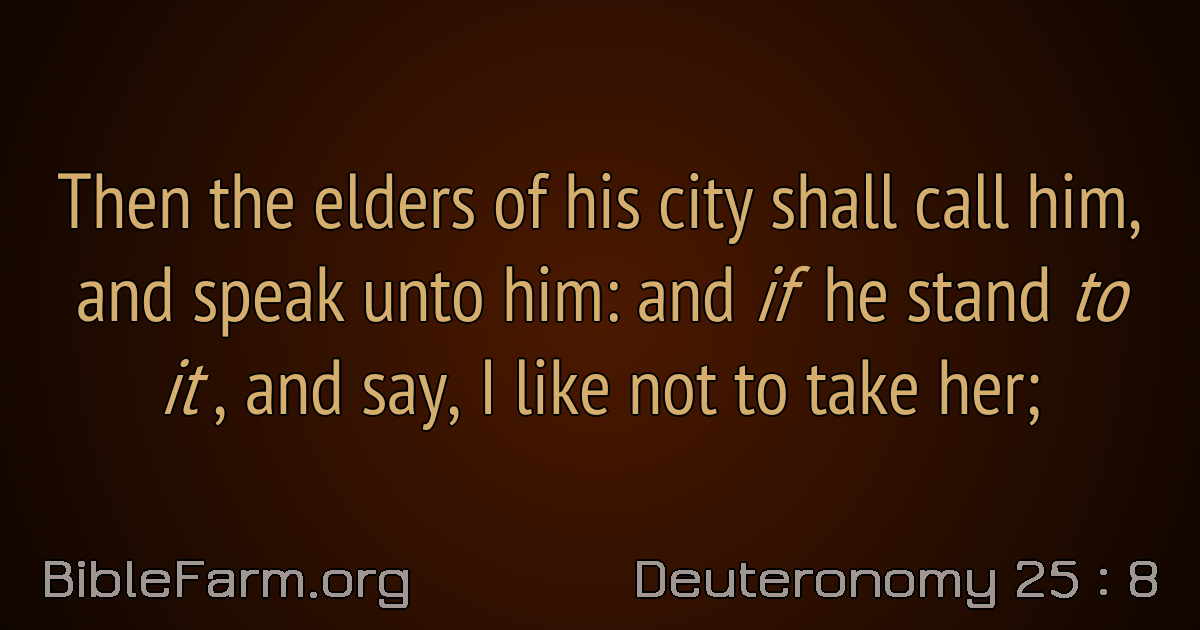 Then the elders of his city shall call him,
and speak unto him: and if he stand to
it , and say, I like not to take her;
BibleFarm.org
Deuteronomy 25 : 8